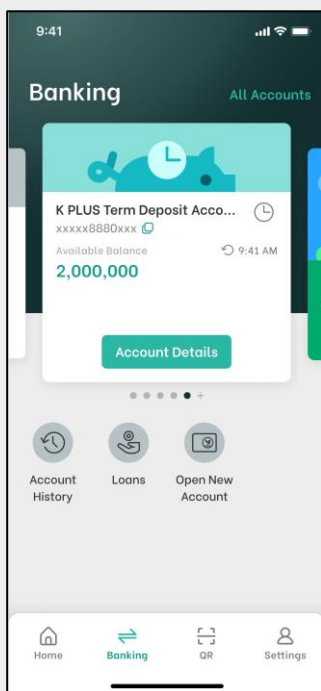 9:41
Banking
All Accounts
K PLUS Term Deposit Acco...
xxxxx8880xxx
Available Balance
9:41 AM
2,000,000
Account Details
Account
History
Loans
Open New
Account
Home
Banking
QR
Settings